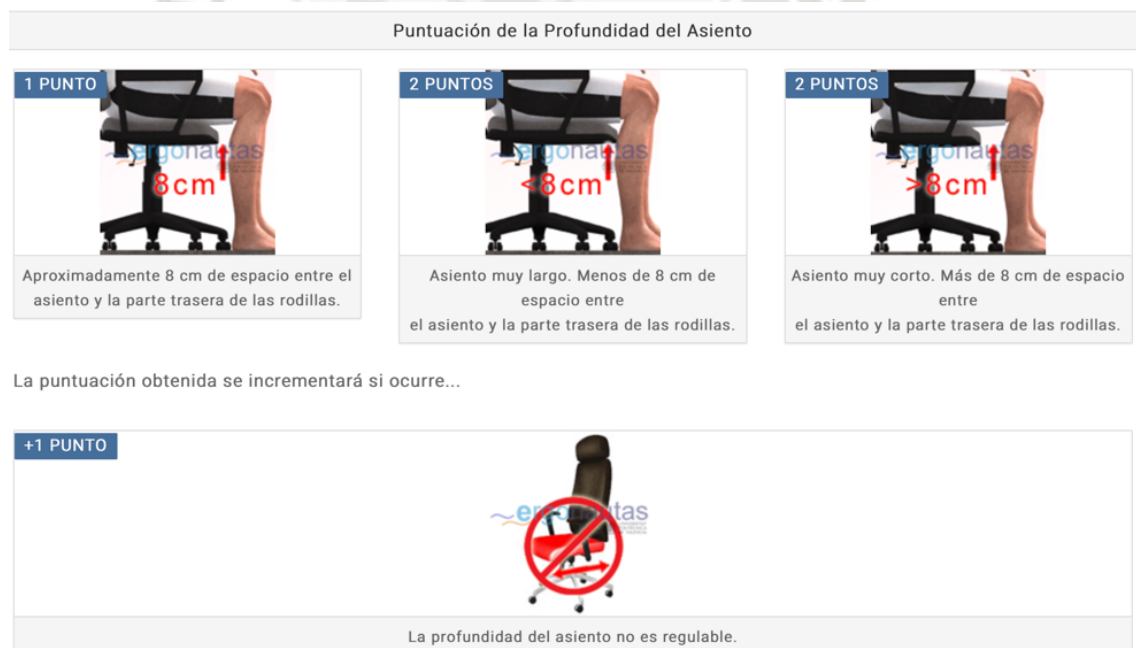 Puntuación de la Profundidad del Asiento
1 PUNTO
ergonautas
8cm
Aproximadamente 8 cm de espacio entre el
asiento y la parte trasera de las rodillas.
2 PUNTOS
ergonautas
<8cm
Asiento muy largo. Menos de 8 cm de
espacio entre
el asiento y la parte trasera de las rodillas.
2 PUNTOS
ergonautas
>8cm
Asiento muy corto. Más de 8 cm de espacio
entre
el asiento y la parte trasera de las rodillas.
La puntuación obtenida se incrementará si ocurre...
+1 PUNTO
ergonautas
La profundidad del asiento no es regulable.